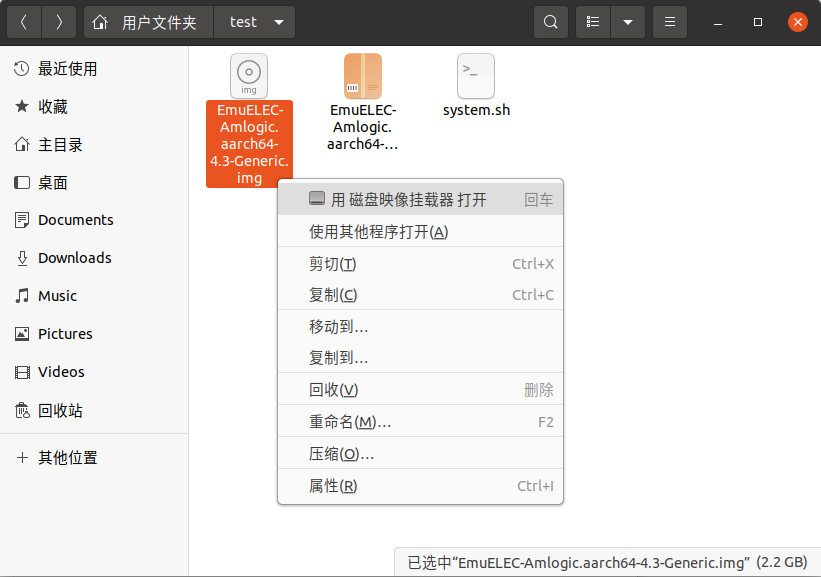 用户文件夹
test
最近使用
收藏
主目录
桌面
Documents
Downloads
Music
Pictures
Videos
回收站
其他位置
img
EmuELEC-
Amlogic.
aarch64-
4.3-Generic.
img
EmuELEC-
Amlogic.
aarch64-...
>_
system.sh
用 磁盘映像挂载器 打开 回车
使用其他程序打开(A)
剪切(T) Ctrl+X
复制(C) Ctrl+C
移动到…
复制到…
回收(V) 删除
重命名(M)… F2
压缩(O)…
属性(R) Ctrl+I
已选中“EmuELEC-Amlogic.aarch64-4.3-Generic.img” (2.2 GB)